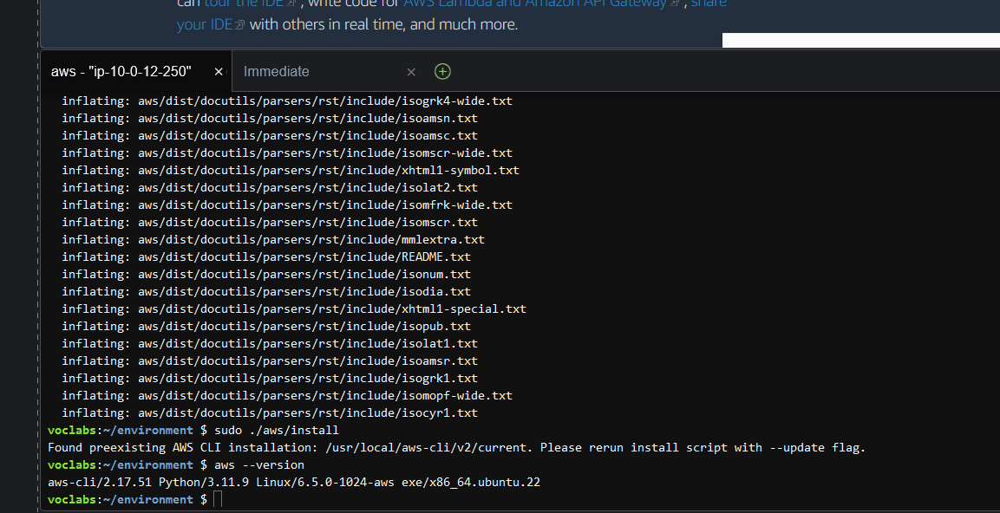 can tour the IDE, write code for AWS Lambda and Amazon API Gateway, share
your IDE with others in real time, and much more.
aws - "ip-10-0-12-250" × Immediate ×
inflating: aws/dist/docutils/parsers/rst/include/isogrk4-wide.txt
inflating: aws/dist/docutils/parsers/rst/include/isoamsn.txt
inflating: aws/dist/docutils/parsers/rst/include/isoamsc.txt
inflating: aws/dist/docutils/parsers/rst/include/isomscr-wide.txt
inflating: aws/dist/docutils/parsers/rst/include/xhtml1-symbol.txt
inflating: aws/dist/docutils/parsers/rst/include/isolat2.txt
inflating: aws/dist/docutils/parsers/rst/include/isomfrk-wide.txt
inflating: aws/dist/docutils/parsers/rst/include/isomscr.txt
inflating: aws/dist/docutils/parsers/rst/include/mmlextra.txt
inflating: aws/dist/docutils/parsers/rst/include/README.txt
inflating: aws/dist/docutils/parsers/rst/include/isonum.txt
inflating: aws/dist/docutils/parsers/rst/include/isodia.txt
inflating: aws/dist/docutils/parsers/rst/include/xhtml1-special.txt
inflating: aws/dist/docutils/parsers/rst/include/isopub.txt
inflating: aws/dist/docutils/parsers/rst/include/isolat1.txt
inflating: aws/dist/docutils/parsers/rst/include/isoamsr.txt
inflating: aws/dist/docutils/parsers/rst/include/isogrk1.txt
inflating: aws/dist/docutils/parsers/rst/include/isomopf-wide.txt
inflating: aws/dist/docutils/parsers/rst/include/isocyr1.txt
voclabs:~/environment $ sudo ./aws/install
Found preexisting AWS CLI installation: /usr/local/aws-cli/v2/current. Please rerun install script with --update flag.
voclabs:~/environment $ aws --version
aws-cli/2.17.51 Python/3.11.9 Linux/6.5.0-1024-aws exe/x86_64.ubuntu.22
voclabs:~/environment $